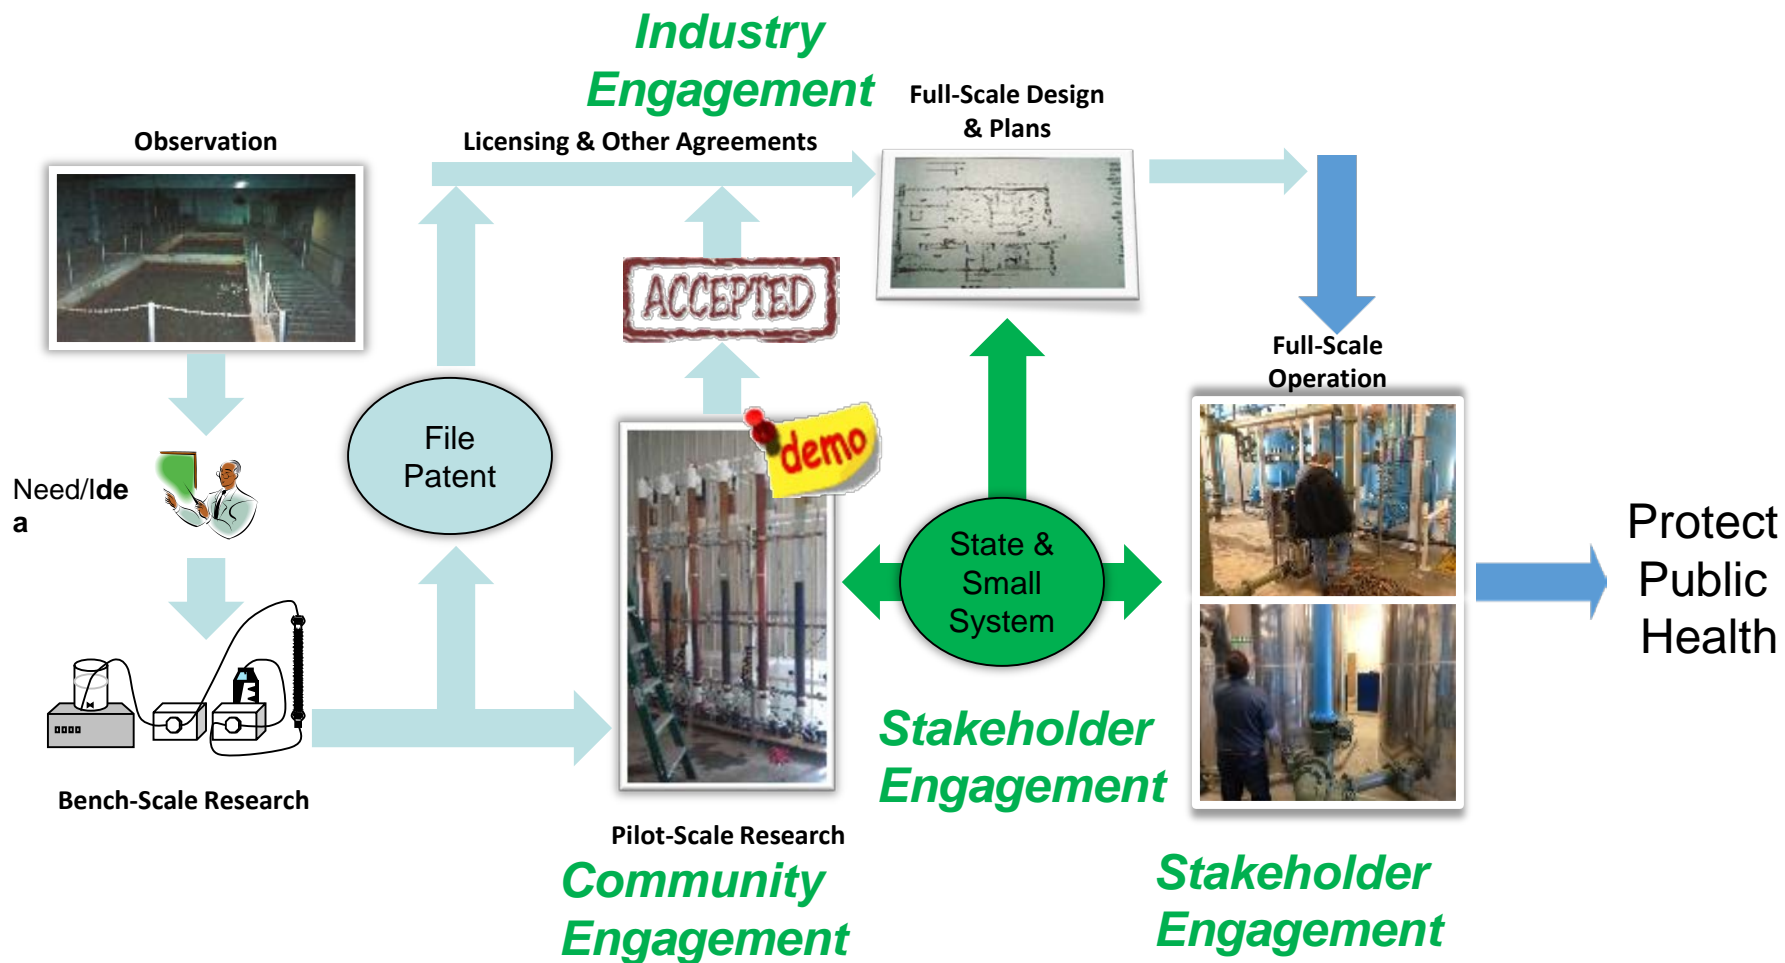 Industry
Engagement
Full-Scale Design
& Plans
Observation
Licensing & Other Agreements
ACCEPTED
Full-Scale
Operation
File
Patent
demo
Need/Ide
a
State &
Small
System
Protect
Public
Health
Stakeholder
Engagement
Bench-Scale Research
Pilot-Scale Research
Community
Engagement
Stakeholder
Engagement